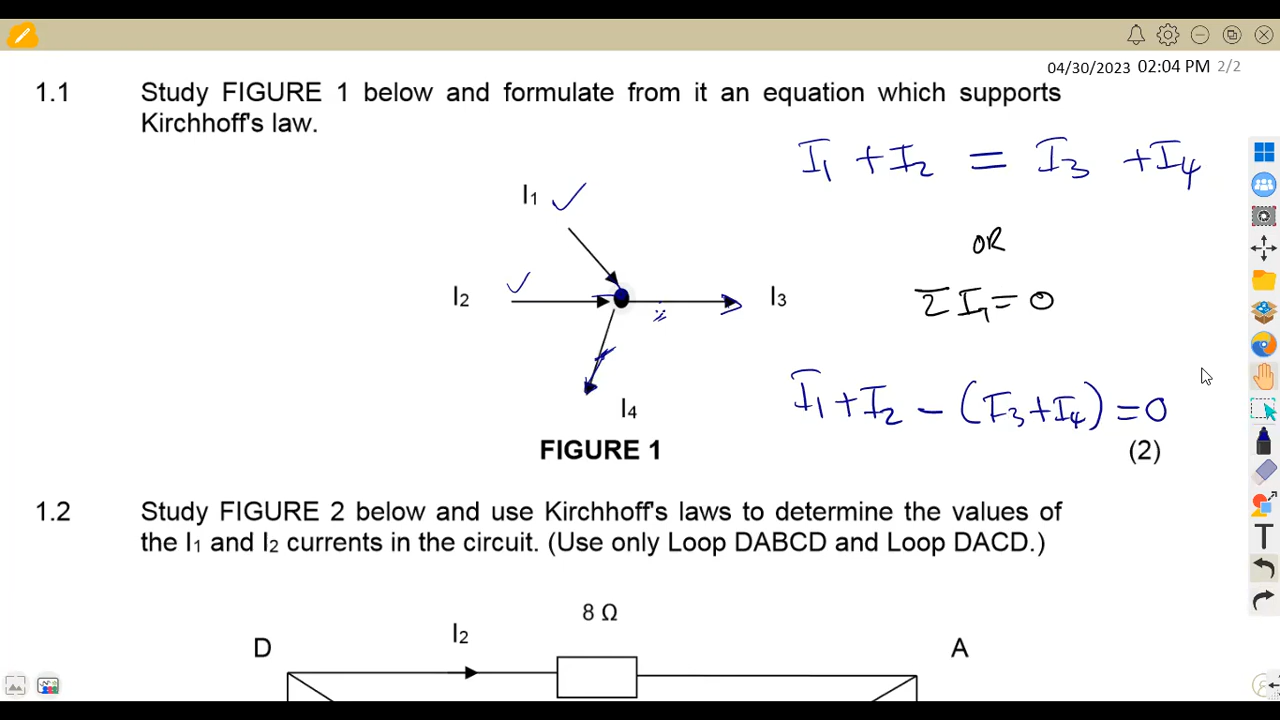 04/30/2023 02:04 PM 2/2
1.1 Study FIGURE 1 below and formulate from it an equation which supports
Kirchhoff's law.
I₁ + I₂ = I₃ + I₄
I₁
OR
I₂
I₃
Σ I₁ = 0
I₁ + I₂ - (I₃ + I₄) = 0
I₄
FIGURE 1
(2)
1.2 Study FIGURE 2 below and use Kirchhoff's laws to determine the values of
the I₁ and I₂ currents in the circuit. (Use only Loop DABCD and Loop DACD.)
8 Ω
D I₂ A
T